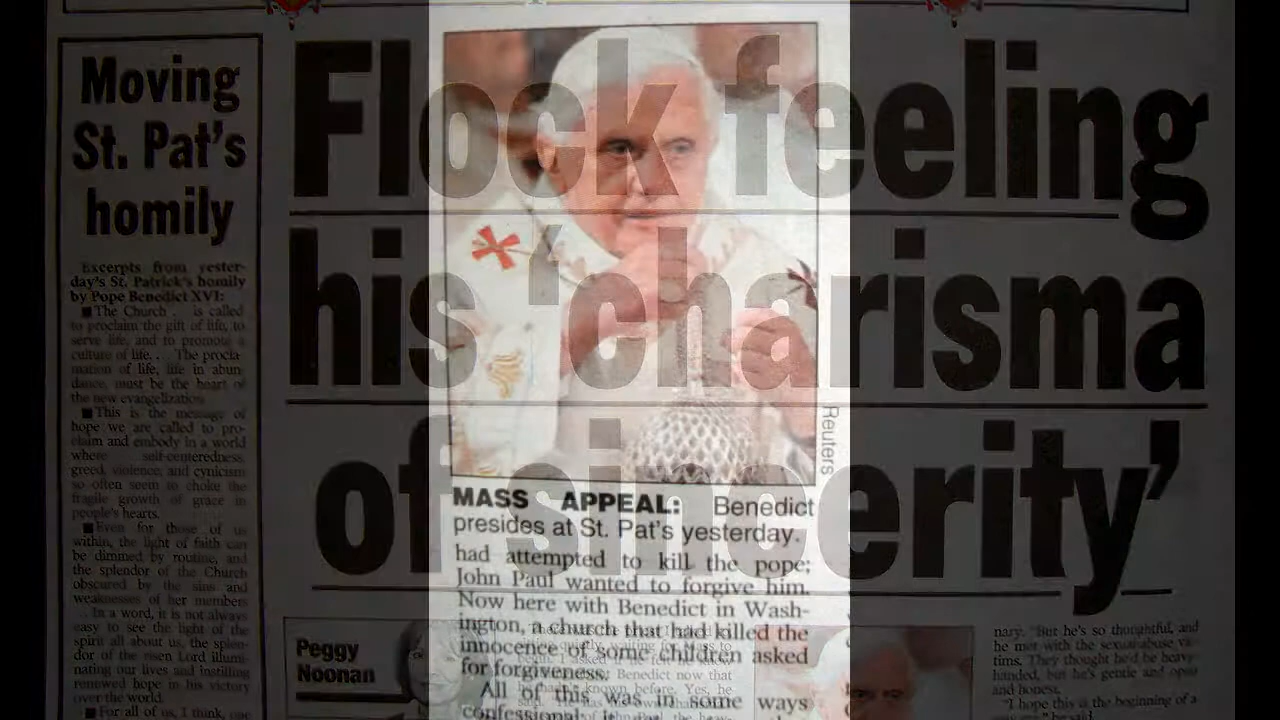 Moving
St. Pat's
homily
Excerpts from yester-
day's St. Patrick's homily
by Pope Benedict XVI:
■The Church . . is called
to proclaim the gift of life, to
serve life, and to promote a
culture of life. . The procla-
mation of life, life in abun-
dance, must be the heart of
the new evangelization.
■This is the message of
hope we are called to pro-
claim and embody in a world
where self-centeredness,
greed, violence, and cynicism
so often seem to choke the
fragile growth of grace in
people's hearts.
■Even for those of us
within, the light of faith can
be dimmed by routine, and
the splendor of the Church
obscured by the sins and
weaknesses of her members
. . In a word, it is not always
easy to see the light of the
spirit all about us, the splen-
dor of the risen Lord illumi-
nating our lives and instilling
renewed hope in his victory
over the world.
■For all of us, I think, one
Flock feeling
his 'charisma
of sincerity'
Reuters
MASS APPEAL: Benedict
presides at St. Pat's yesterday.
had attempted to kill the pope;
John Paul wanted to forgive him.
Now here with Benedict in Wash-
ington, a church that had killed the
innocence of some children asked
for forgiveness.
All of this was in some ways
Peggy
Noonan
Benedict now that
known before. Yes, he
nary. "But he's so thoughtful, and
he met with the sexual-abuse vic-
tims. They thought he'd be heavy-
handed, but he's gentle and open
and honest.
"I hope this is the beginning of a